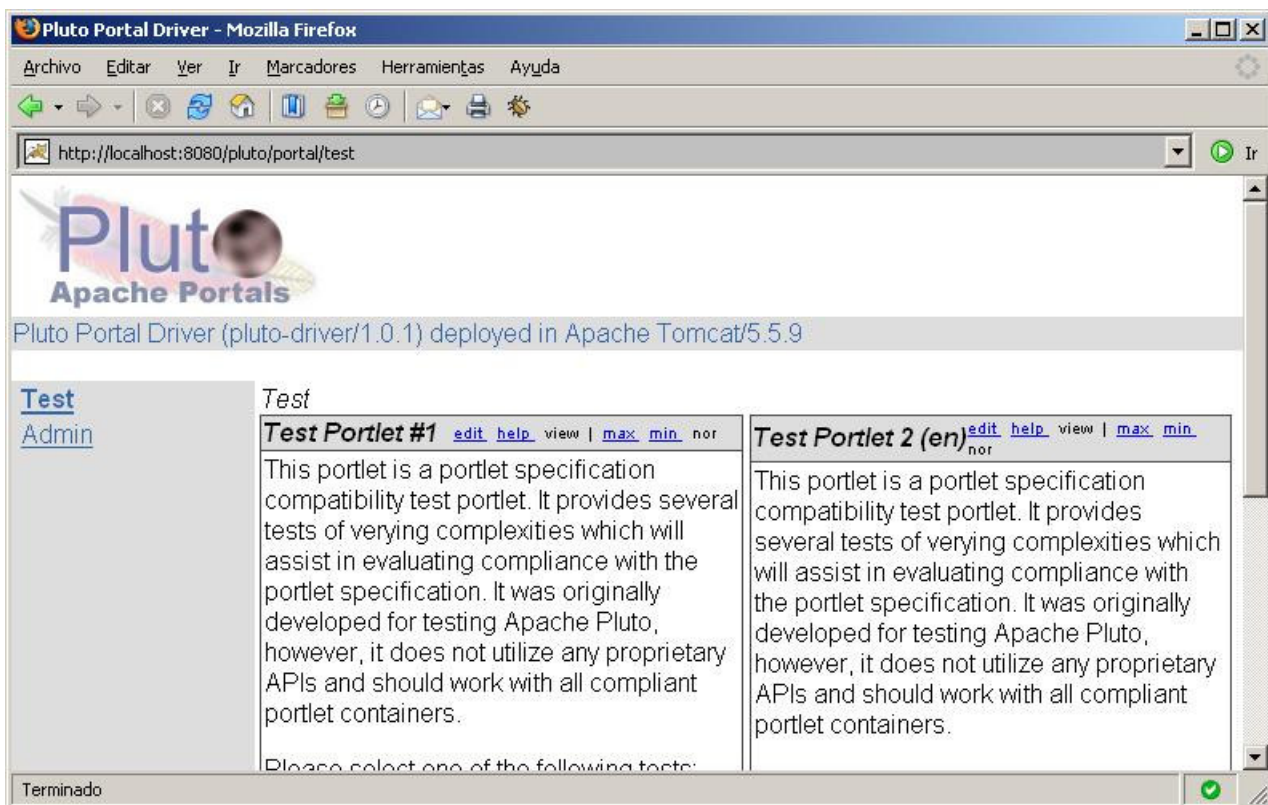 Pluto Portal Driver - Mozilla Firefox
Archivo Editar Ver Ir Marcadores Herramientas Ayuda
http://localhost:8080/pluto/portal/test Ir
Pluto
Apache Portals
Pluto Portal Driver (pluto-driver/1.0.1) deployed in Apache Tomcat/5.5.9
Test
Admin
Test
Test Portlet #1 edit help view | max min nor
This portlet is a portlet specification
compatibility test portlet. It provides several
tests of verying complexities which will
assist in evaluating compliance with the
portlet specification. It was originally
developed for testing Apache Pluto,
however, it does not utilize any proprietary
APIs and should work with all compliant
portlet containers.
Please select one of the following tests:
Test Portlet 2 (en) edit help view | max min
nor
This portlet is a portlet specification
compatibility test portlet. It provides
several tests of verying complexities which
will assist in evaluating compliance with
the portlet specification. It was originally
developed for testing Apache Pluto,
however, it does not utilize any proprietary
APIs and should work with all compliant
portlet containers.
Terminado